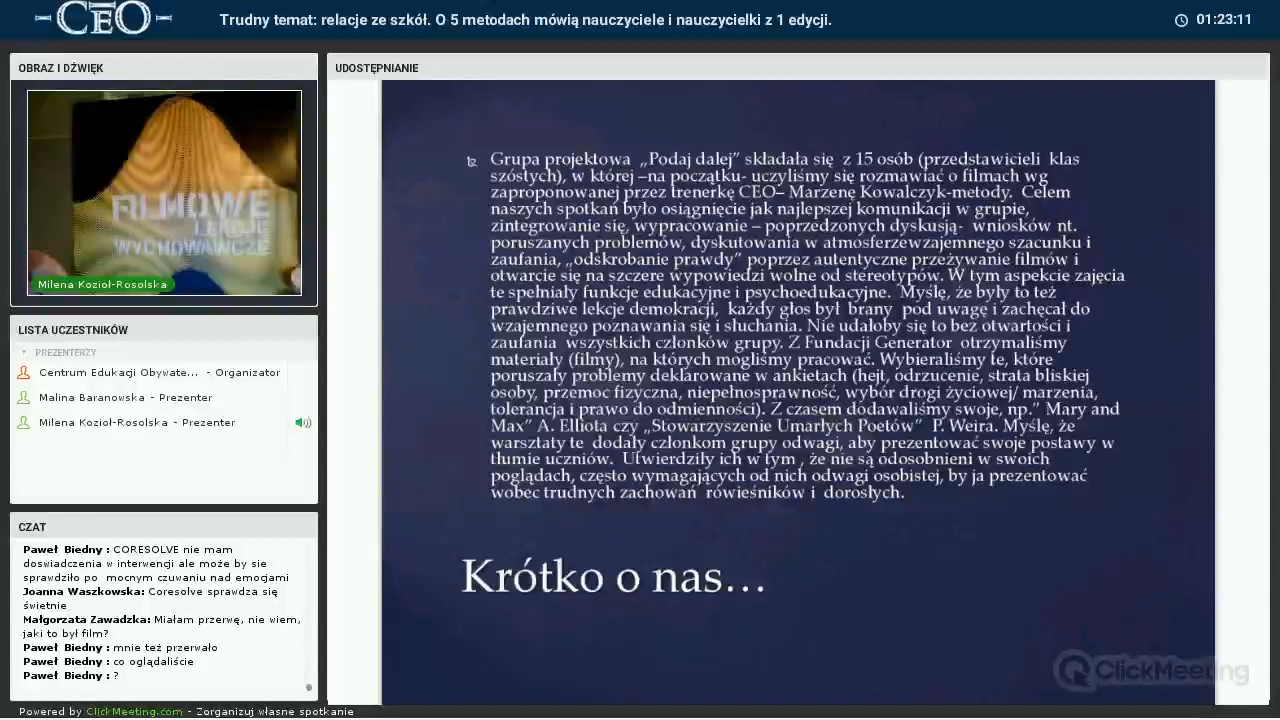 CEO
Trudny temat: relacje ze szkół. O 5 metodach mówią nauczyciele i nauczycielki z 1 edycji.
01:23:11
OBRAZ I DŹWIĘK
FILMOWE
LEKCJE
WYCHOWAWCZE
Milena Kozioł-Rosolska
LISTA UCZESTNIKÓW
PREZENTERZY
Centrum Edukacji Obywate... - Organizator
Malina Baranowska - Prezenter
Milena Kozioł-Rosolska - Prezenter
CZAT
Paweł Biedny : CORESOLVE nie mam
doswiadczenia w interwencji ale może by sie
sprawdziło po mocnym czuwaniu nad emocjami
Joanna Waszkowska: Coresolve sprawdza się
świetnie
Małgorzata Zawadzka: Miałam przerwę, nie wiem,
jaki to był film?
Paweł Biedny : mnie też przerwało
Paweł Biedny : co oglądaliście
Paweł Biedny : ?
UDOSTĘPNIANIE
Grupa projektowa „Podaj dalej” składała się z 15 osób (przedstawicieli klas
szóstych), w której –na początku- uczyliśmy się rozmawiać o filmach wg
zaproponowanej przez trenerkę CEO– Marzenę Kowalczyk-metody. Celem
naszych spotkań było osiągnięcie jak najlepszej komunikacji w grupie,
zintegrowanie się, wypracowanie – poprzedzonych dyskusją- wniosków nt.
poruszanych problemów, dyskutowania w atmosferzewzajemnego szacunku i
zaufania, „odskrobanie prawdy” poprzez autentyczne przeżywanie filmów i
otwarcie się na szczere wypowiedzi wolne od stereotypów. W tym aspekcie zajęcia
te spełniały funkcje edukacyjne i psychoedukacyjne. Myślę, że były to też
prawdziwe lekcje demokracji, każdy głos był brany pod uwagę i zachęcał do
wzajemnego poznawania się i słuchania. Nie udałoby się to bez otwartości i
zaufania wszystkich członków grupy. Z Fundacji Generator otrzymaliśmy
materiały (filmy), na których mogliśmy pracować. Wybieraliśmy te, które
poruszały problemy deklarowane w ankietach (hejt, odrzucenie, strata bliskiej
osoby, przemoc fizyczna, niepełnosprawność, wybór drogi życiowej/ marzenia,
tolerancja i prawo do odmienności). Z czasem dodawaliśmy swoje, np.” Mary and
Max” A. Elliota czy „Stowarzyszenie Umarłych Poetów” P. Weira. Myślę, że
warsztaty te dodały członkom grupy odwagi, aby prezentować swoje postawy w
tłumie uczniów. Utwierdziły ich w tym , że nie są odosobnieni w swoich
poglądach, często wymagających od nich odwagi osobistej, by ja prezentować
wobec trudnych zachowań rówieśników i dorosłych.
Krótko o nas...
ClickMeeting
Powered by ClickMeeting.com - Zorganizuj własne spotkanie